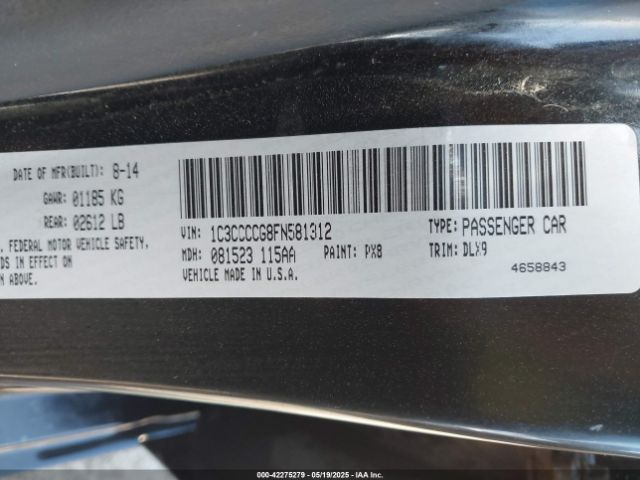 DATE OF MFR(BUILT): 8-14
GAWR: 01185 KG
REAR: 02612 LB
. FEDERAL MOTOR VEHICLE SAFETY.
DS IN EFFECT ON
N ABOVE.
VIN: 1C3CCCCG8FN581312
TYPE: PASSENGER CAR
MDH: 081523 115AA
PAINT: PX8
TRIM: DLX9
VEHICLE MADE IN U.S.A.
4658843
000-42275279 - 05/19/2025 - IAA Inc.